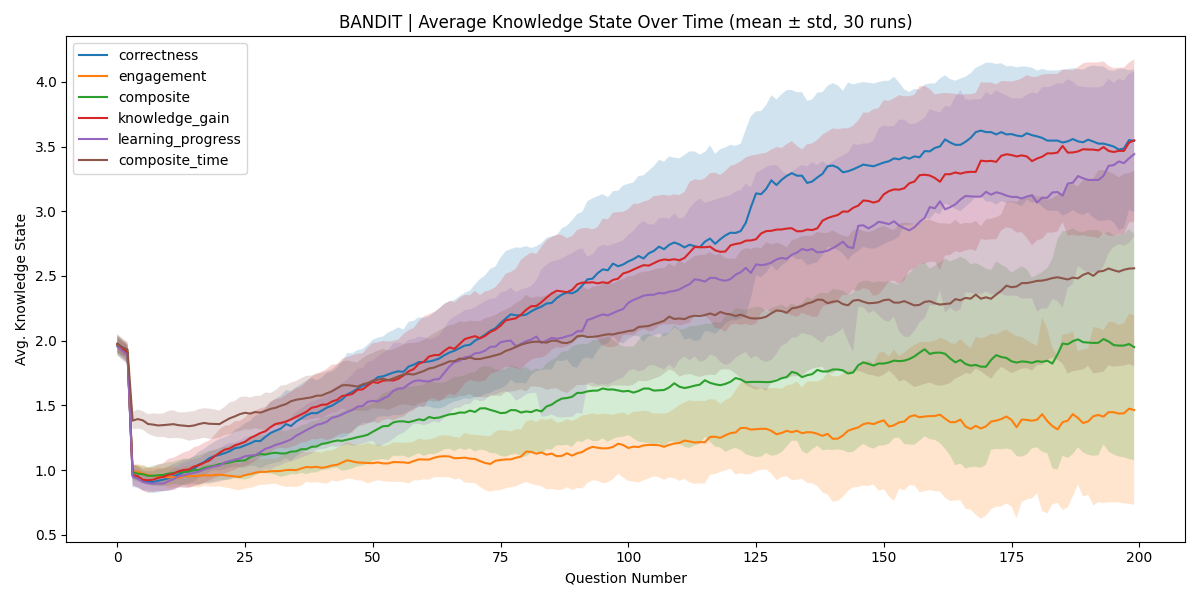 BANDIT | Average Knowledge State Over Time (mean ± std, 30 runs)
correctness
engagement
composite
knowledge_gain
learning_progress
composite_time
Avg. Knowledge State
4.0
3.5
3.0
2.5
2.0
1.5
1.0
0.5
0 25 50 75 100 125 150 175 200
Question Number